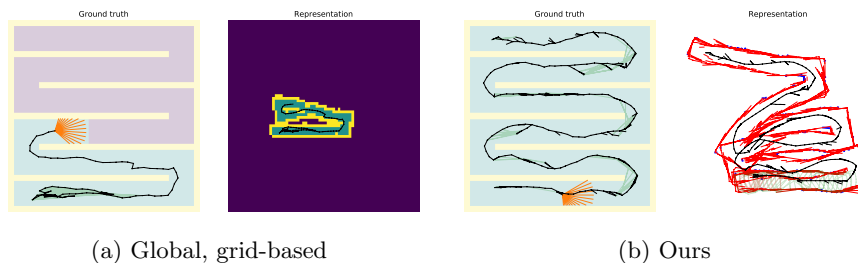 Ground truth
Representation
Ground truth
Representation
(a) Global, grid-based
(b) Ours